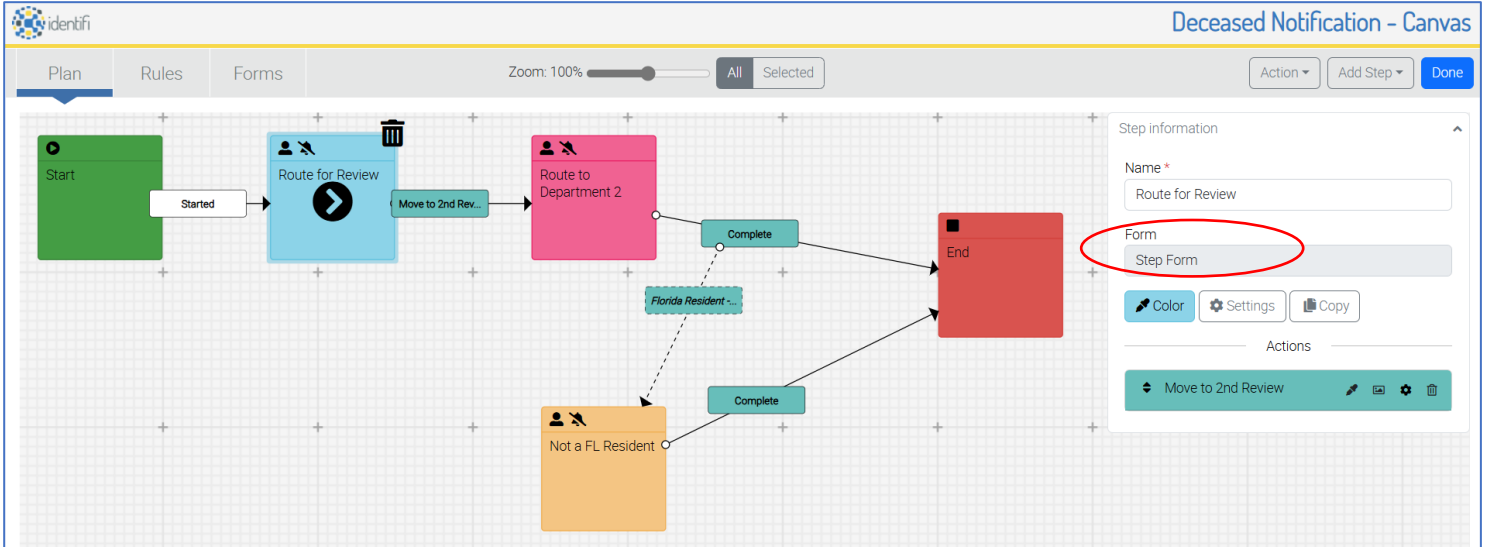 identifi
Deceased Notification - Canvas
Plan
Rules
Forms
Zoom: 100%
All
Selected
Action
Add Step
Done
Start
Started
Route for Review
Move to 2nd Rev...
Route to
Department 2
Complete
End
Florida Resident -...
Complete
Not a FL Resident
Step information
Name *
Route for Review
Form
Step Form
Color
Settings
Copy
Actions
Move to 2nd Review